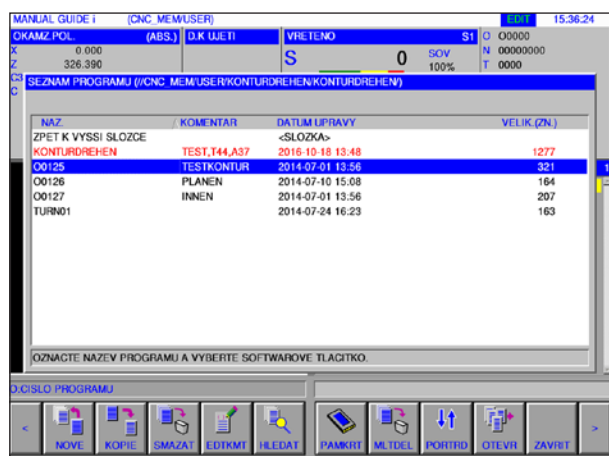 MANUAL GUIDE i (CNC_MEM/USER) EDIT 15:36:24
OKAMZ.POL. (ABS.) D.K UJETI VRETENO S1 O O0000
X 0.000 S 0 SOV N 00000000
Z 326.390 100% T 0000
C3
C
SEZNAM PROGRAMU (//CNC_MEM/USER/KONTURDREHEN/KONTURDREHEN/)
NAZ. / KOMENTAR DATUM UPRAVY VELIK.(ZN.)
ZPET K VYSSI SLOZCE <SLOZKA>
KONTURDREHEN TEST,T44,A37 2016-10-18 13:48 1277
O0125 TESTKONTUR 2014-07-01 13:56 321
O0126 PLANEN 2014-07-10 15:08 164
O0127 INNEN 2014-07-01 13:56 207
TURN01 2014-07-24 16:23 163
1
OZNACTE NAZEV PROGRAMU A VYBERTE SOFTWAROVE TLACITKO.
O.CISLO PROGRAMU
< NOVE KOPIE SMAZAT EDTKMT HLEDAT PAMKRT MLTDEL PORTRD OTEVR ZAVRIT >